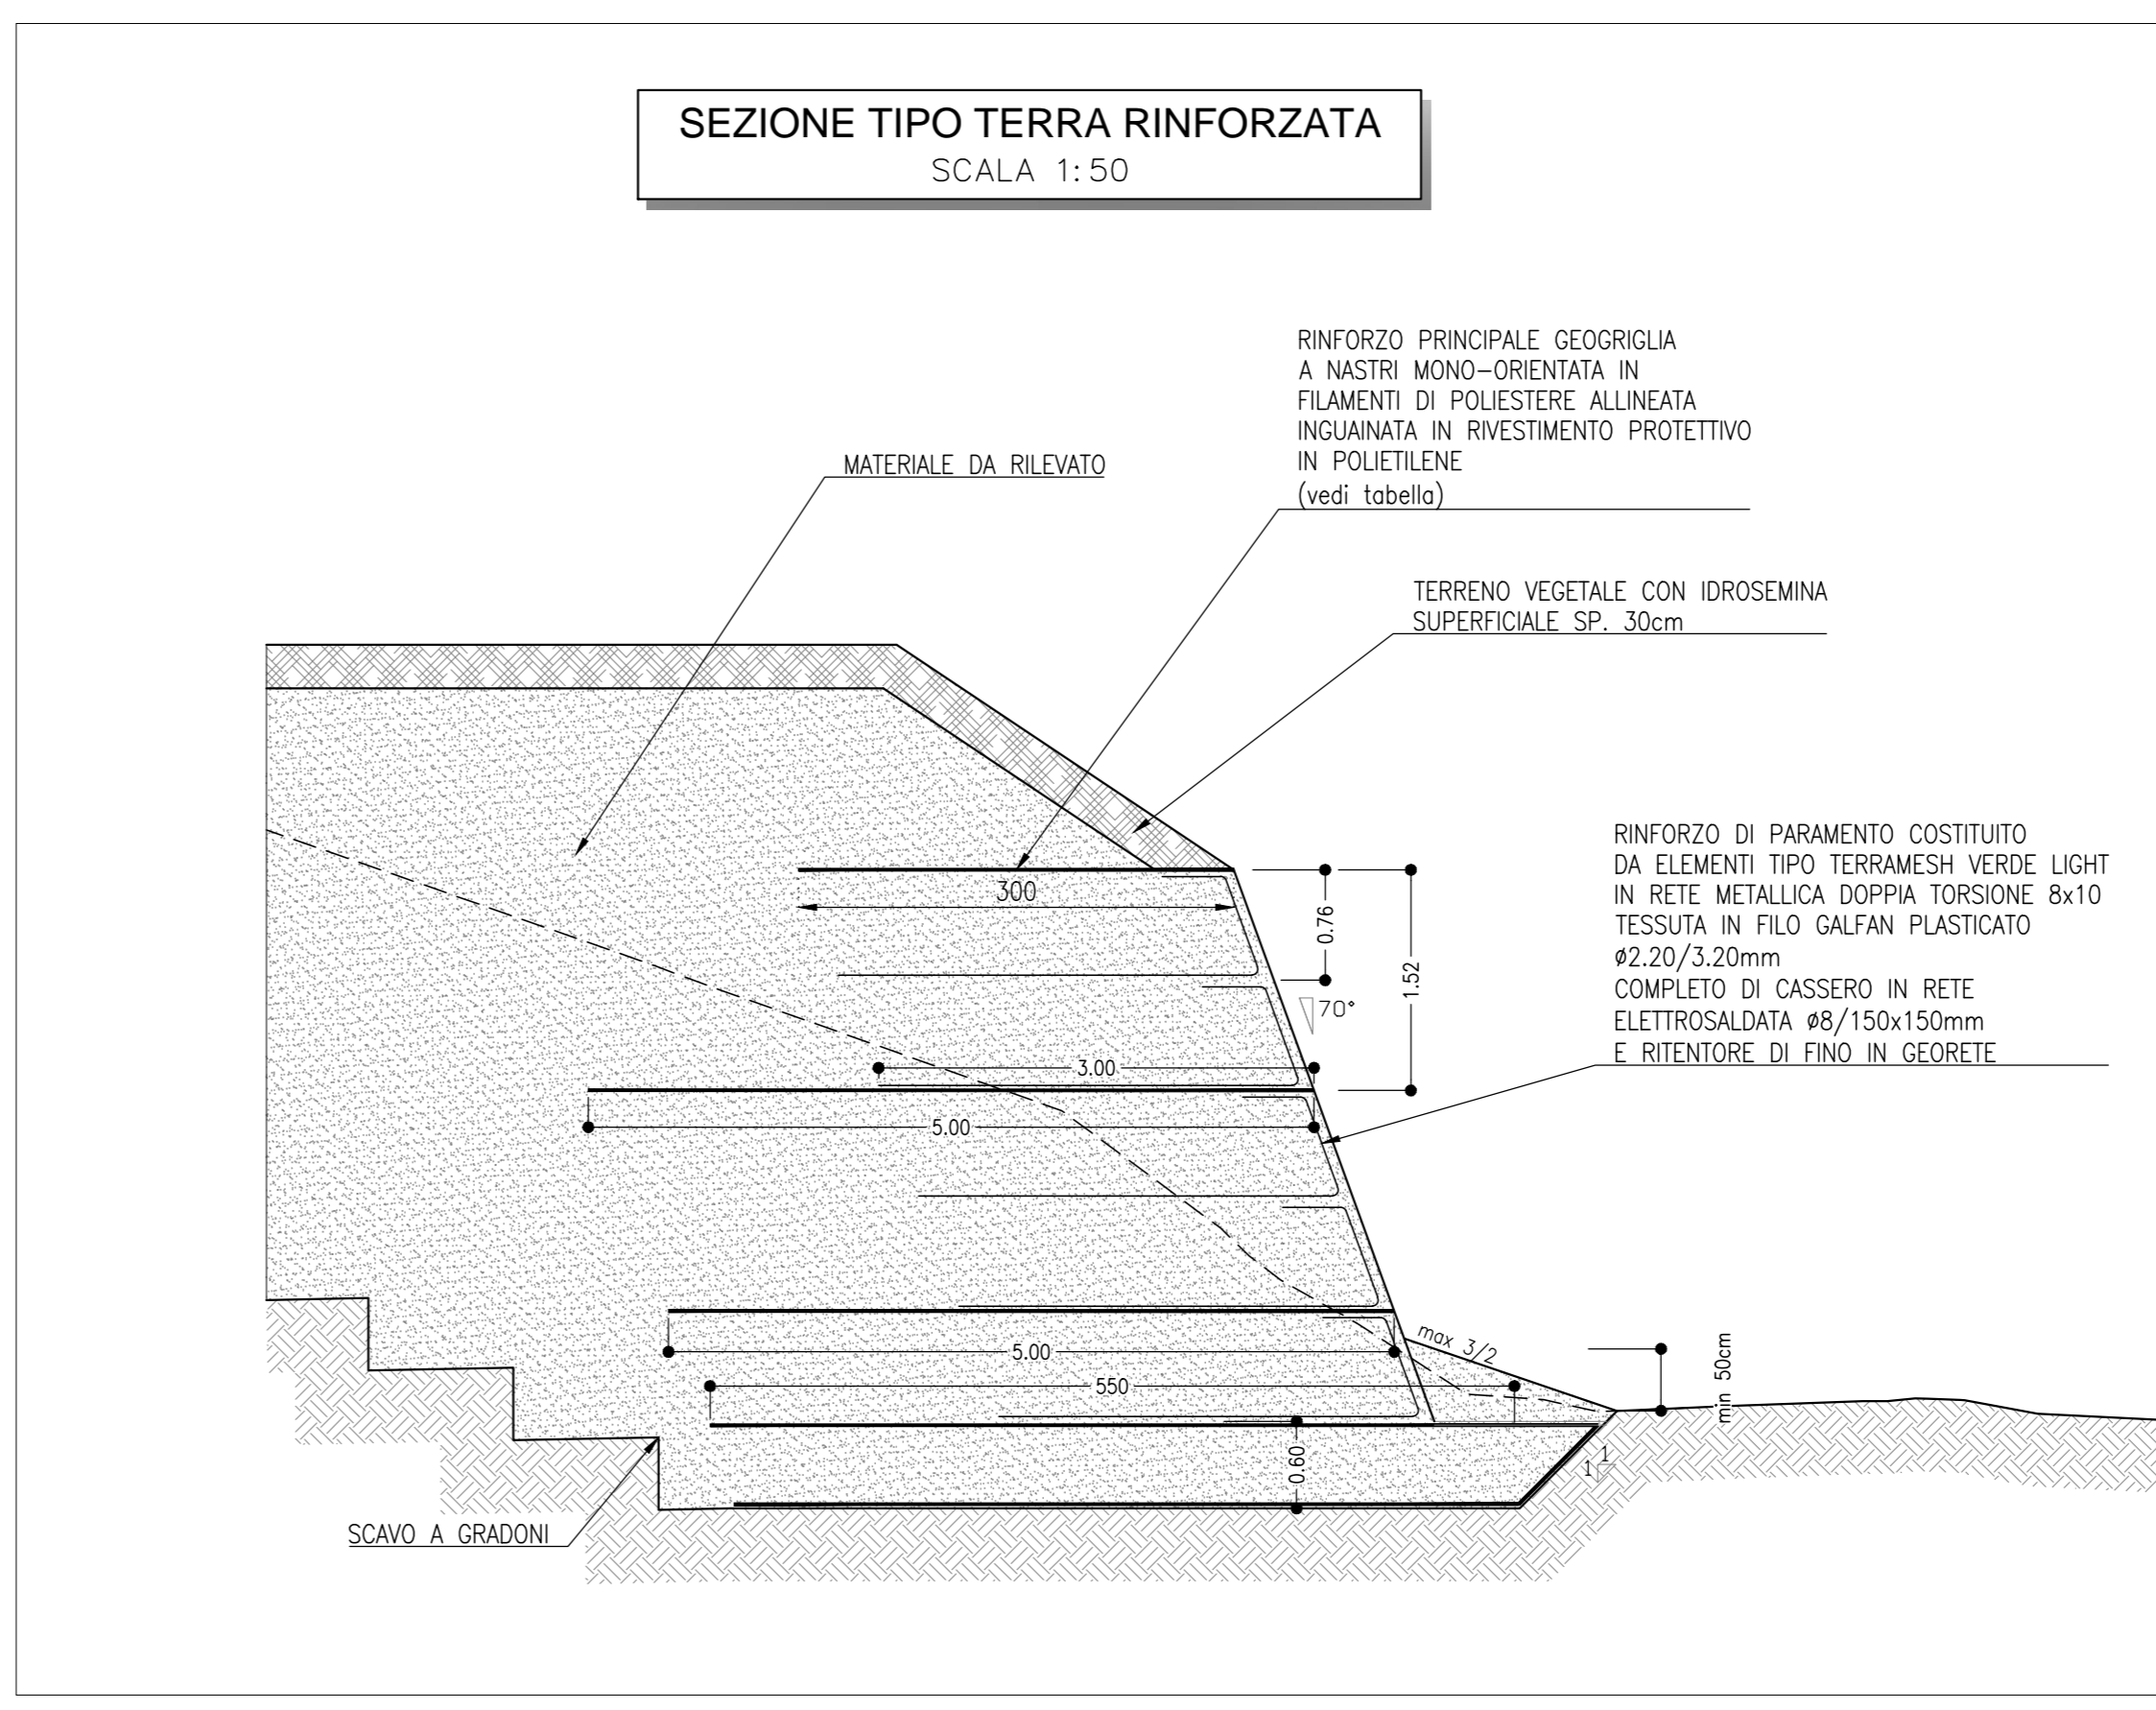 SEZIONE TIPO TERRA RINFORZATA
SCALA 1:50
RINFORZO PRINCIPALE GEOGRIGLIA
A NASTRI MONO-ORIENTATA IN
FILAMENTI DI POLIESTERE ALLINEATA
INGUAINATA IN RIVESTIMENTO PROTETTIVO
IN POLIETILENE
(vedi tabella)
MATERIALE DA RILEVATO
TERRENO VEGETALE CON IDROSEMINA
SUPERFICIALE SP. 30cm
RINFORZO DI PARAMENTO COSTITUITO
DA ELEMENTI TIPO TERRAMESH VERDE LIGHT
IN RETE METALLICA DOPPIA TORSIONE 8x10
TESSUTA IN FILO GALFAN PLASTICATO
ø2.20/3.20mm
COMPLETO DI CASSERO IN RETE
ELETTROSALDATA ø8/150x150mm
E RITENTORE DI FINO IN GEORETE
300
0.76
1.52
70°
3.00
5.00
max 3/2
5.00
min 50cm
550
0.60
1
1
SCAVO A GRADONI